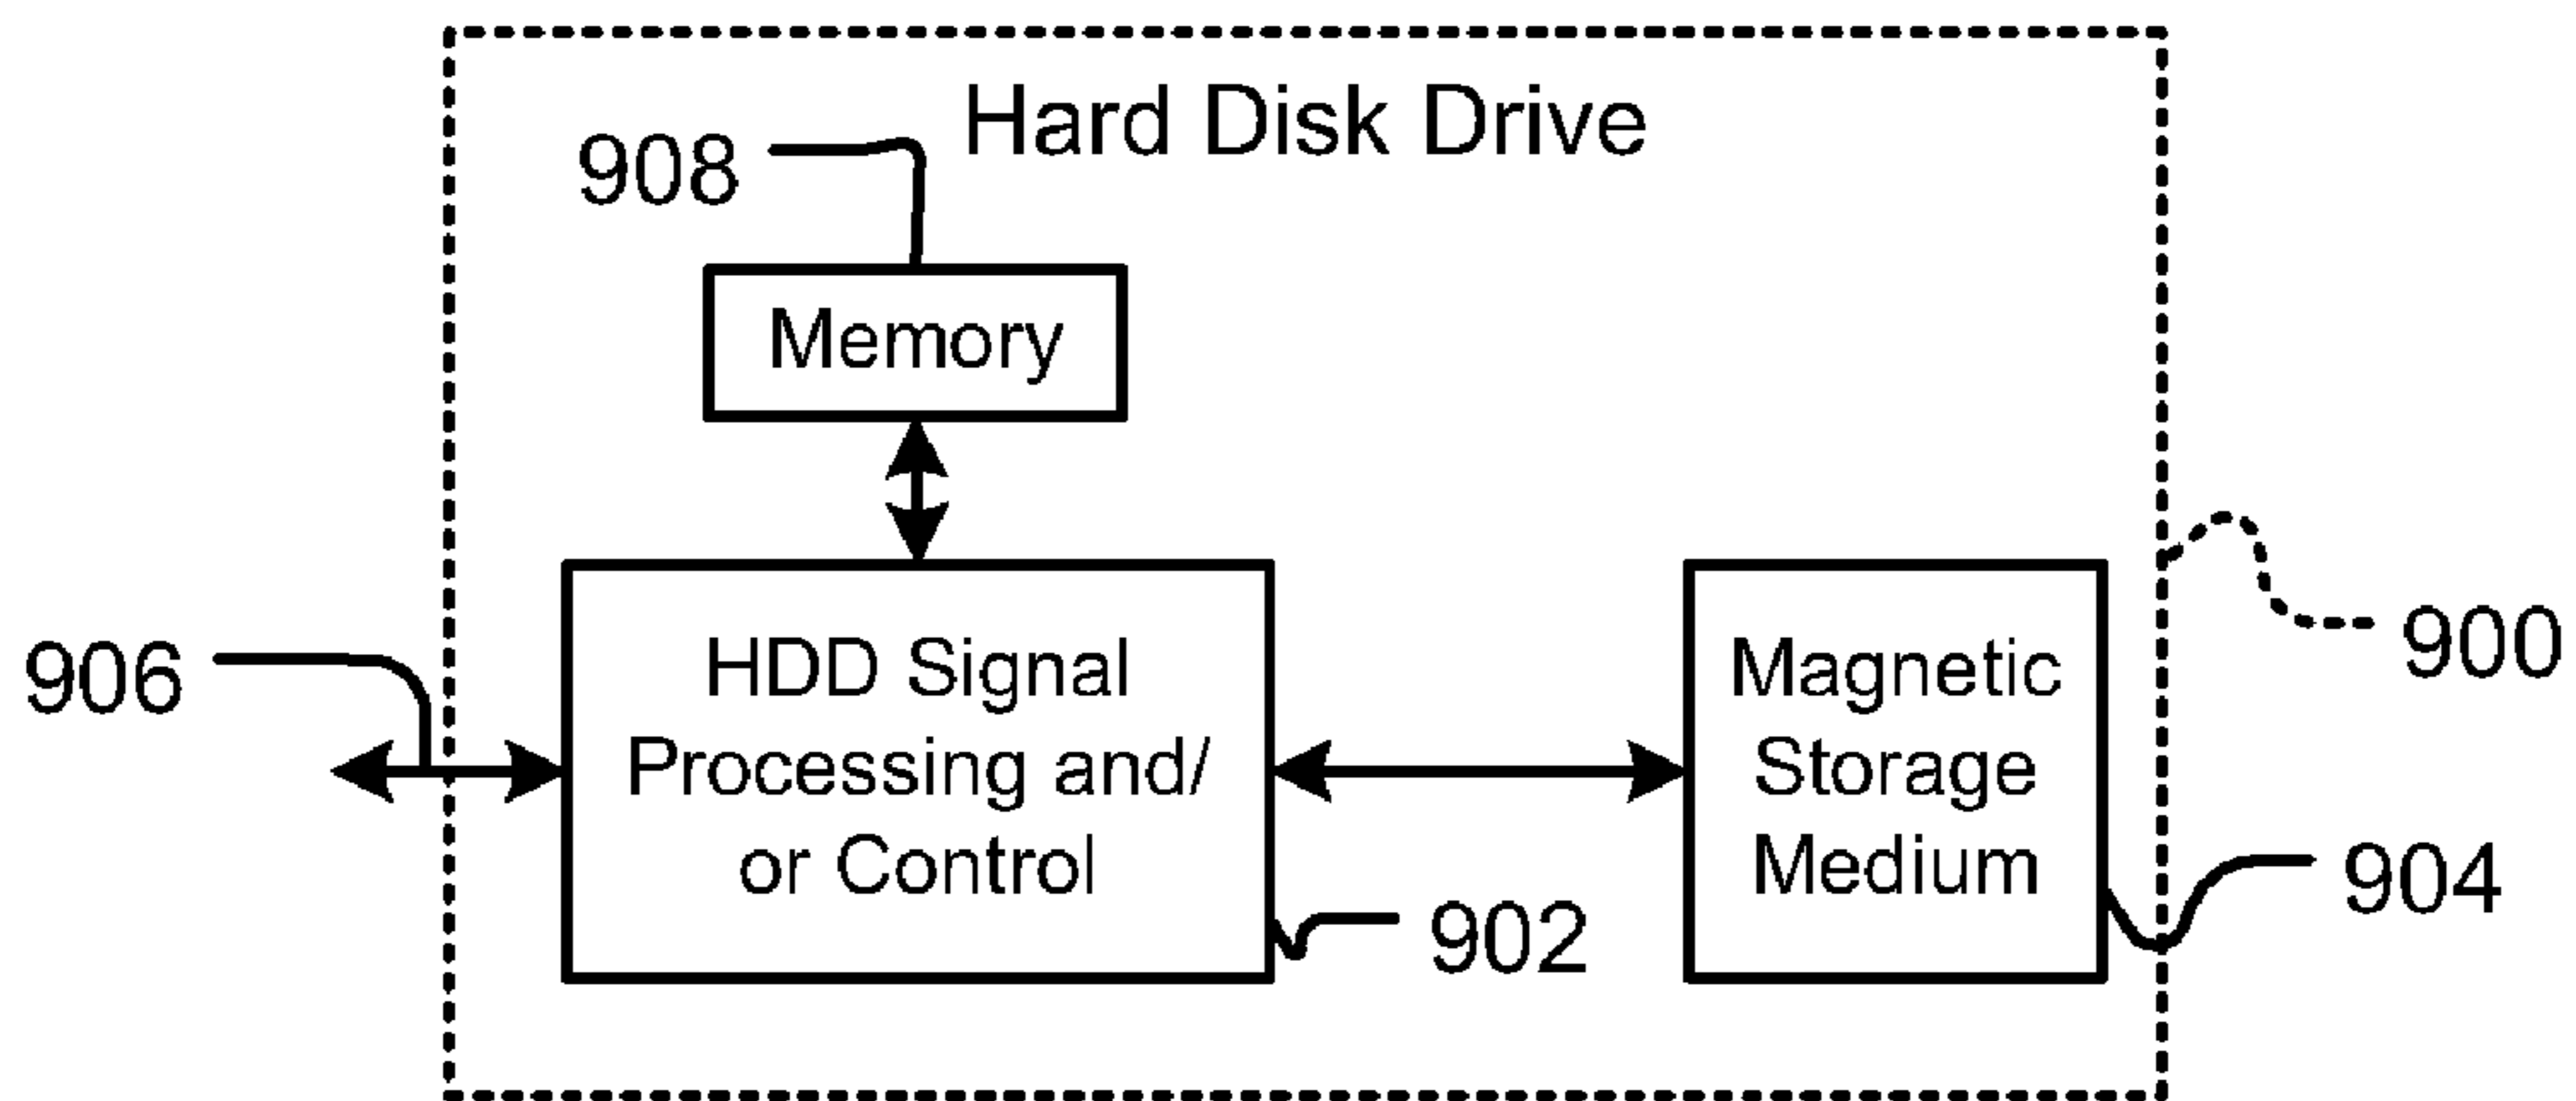 Hard Disk Drive
908
Memory
906
HDD Signal
Processing and/
or Control
902
Magnetic
Storage
Medium
900
904